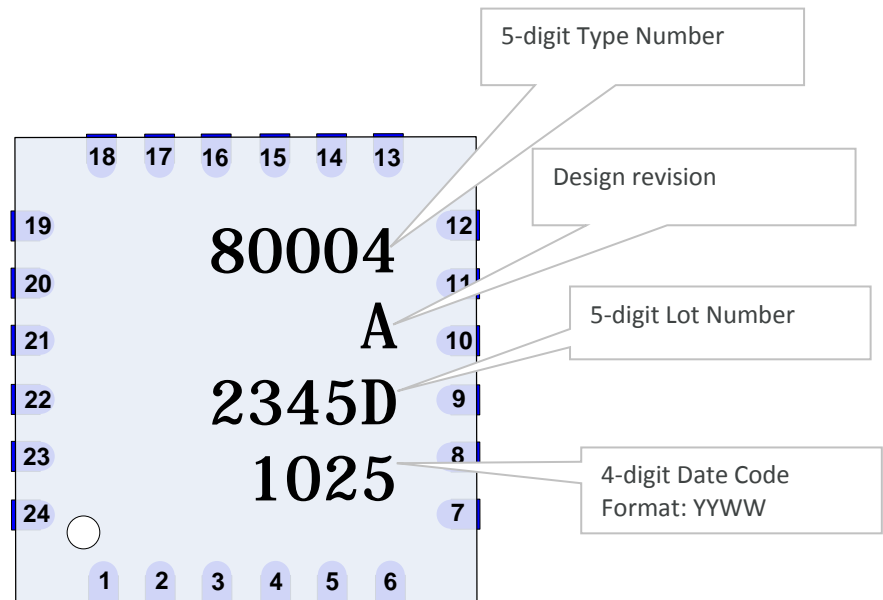 5-digit Type Number
18 17 16 15 14 13
Design revision
19
12
80004
20
11
A
5-digit Lot Number
21
10
2345D
22
9
1025
23
8
4-digit Date Code
Format: YYWW
24
7
1 2 3 4 5 6